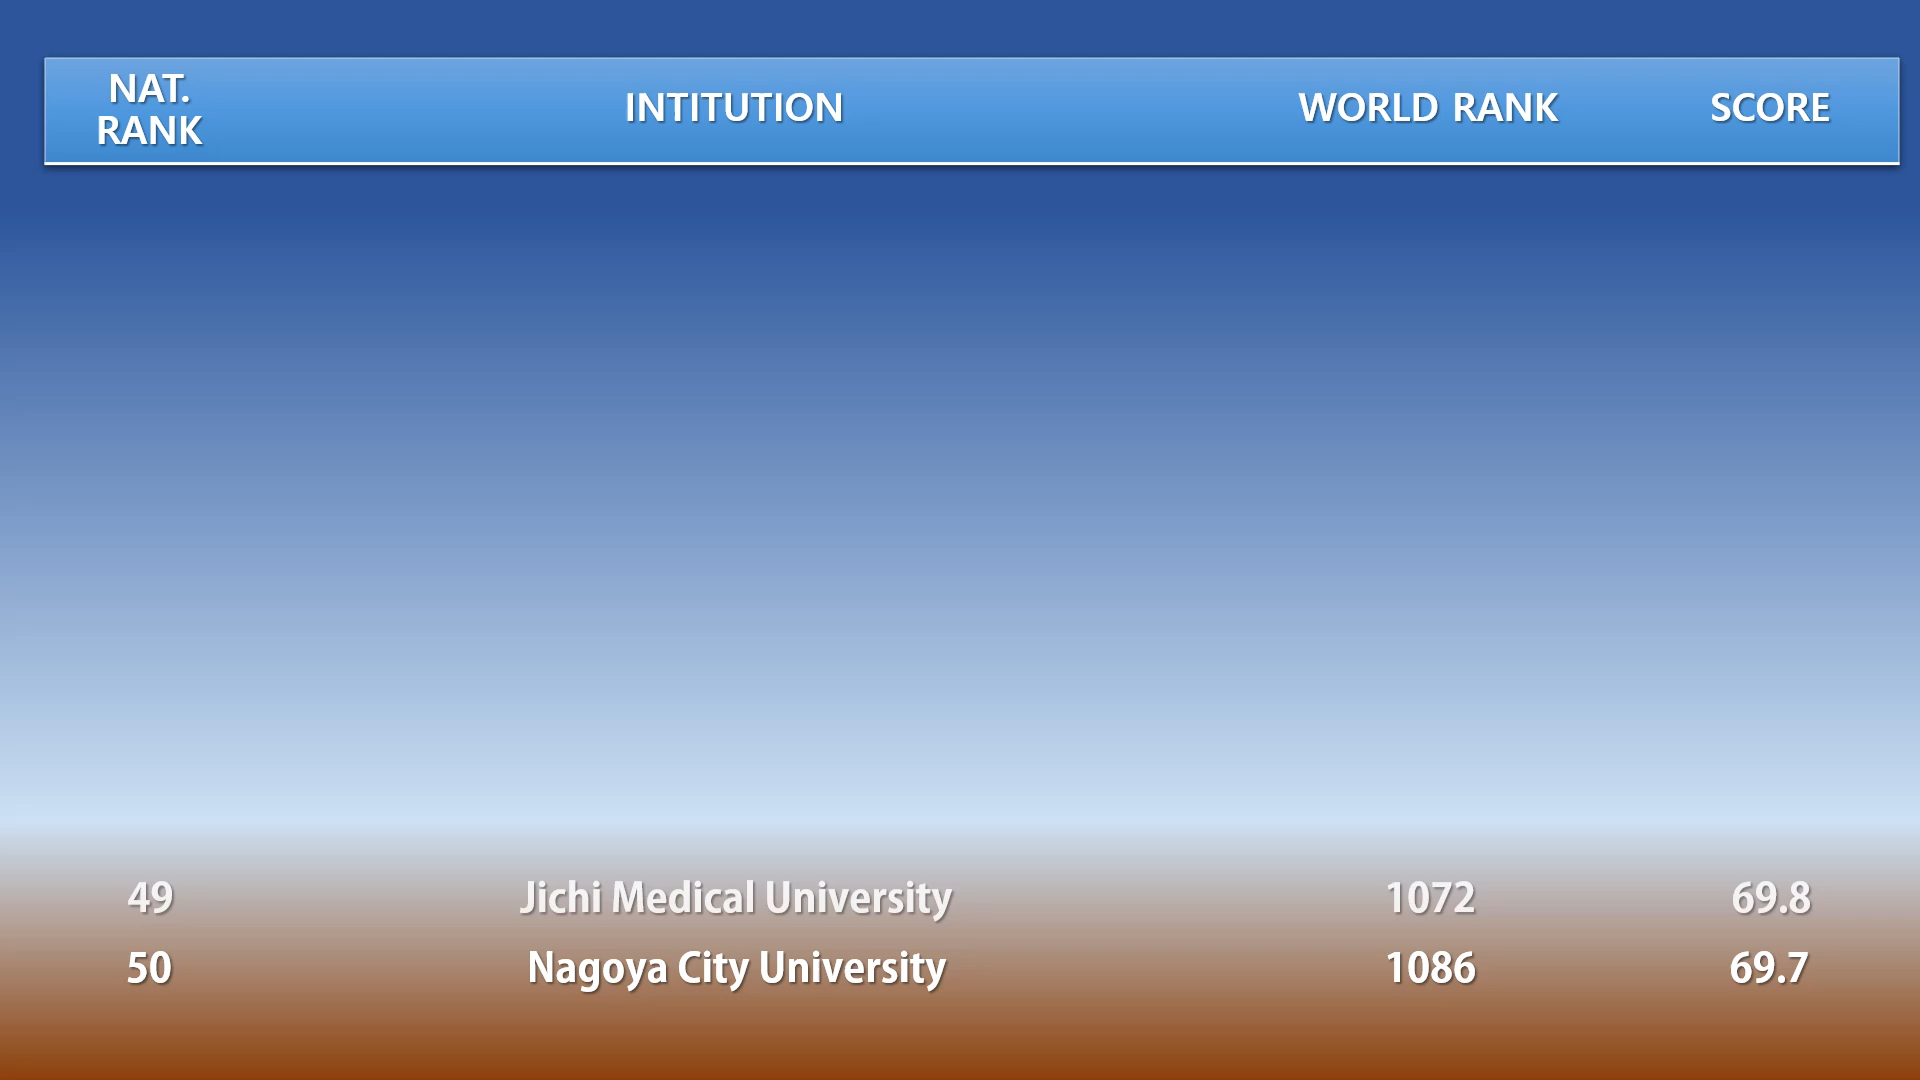 NAT. RANK INTITUTION WORLD RANK SCORE
49 Jichi Medical University 1072 69.8
50 Nagoya City University 1086 69.7